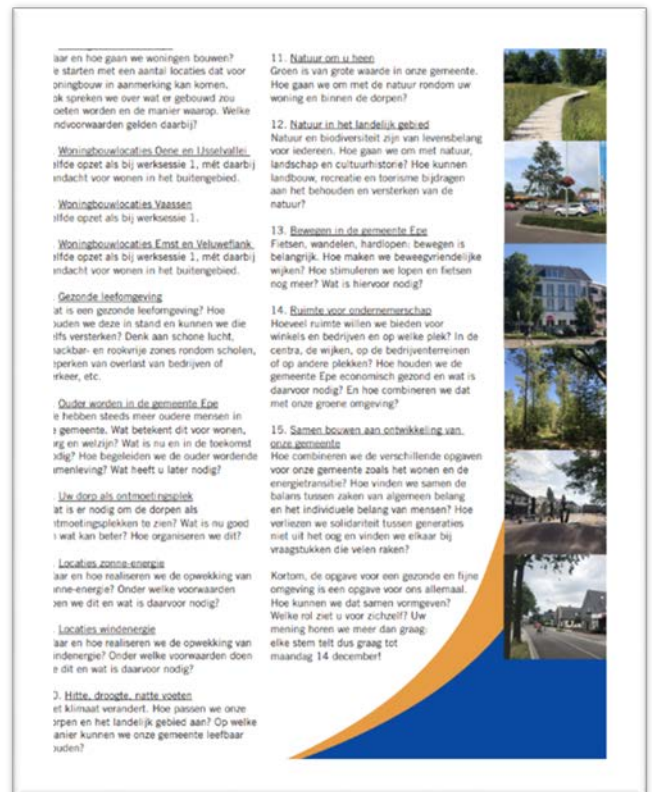 aar en hoe gaan we woningen bouwen?
e starten met een aantal locaties dat voor
oningbouw in aanmerking kan komen,
ok spreken we over wat er gebouwd zou
oeten worden en de manier waarop. Welke
ndvoorwaarden gelden daarbij?
Woningbouwlocaties Oene en IJsselvallei
elfde opzet als bij werksessie 1, mét daarbij
andacht voor wonen in het buitengebied.
Woningbouwlocaties Vaassen
elfde opzet als bij werksessie 1.
Woningbouwlocaties Emst en Veluweflank
elfde opzet als bij werksessie 1, mét daarbij
andacht voor wonen in het buitengebied.
Gezonde leefomgeving
at is een gezonde leefomgeving? Hoe
ouden we deze in stand en kunnen we die
elfs versterken? Denk aan schone lucht,
nackbar- en rookvrije zones rondom scholen,
eperken van overlast van bedrijven of
erkeer, etc.
Ouder worden in de gemeente Epe
e hebben steeds meer oudere mensen in
e gemeente. Wat betekent dit voor wonen,
org en welzijn? Wat is nu en in de toekomst
odig? Hoe begeleiden we de ouder wordende
amenleving? Wat heeft u later nodig?
Uw dorp als ontmoetingsplek
at is er nodig om de dorpen als
ntmoetingsplekken te zien? Wat is nu goed
n wat kan beter? Hoe organiseren we dit?
Locaties zonne-energie
aar en hoe realiseren we de opwekking van
onne-energie? Onder welke voorwaarden
oen we dit en wat is daarvoor nodig?
Locaties windenergie
aar en hoe realiseren we de opwekking van
indenergie? Onder welke voorwaarden doen
e dit en wat is daarvoor nodig?
0. Hitte, droogte, natte voeten
et klimaat verandert. Hoe passen we onze
orpen en het landelijk gebied aan? Op welke
anier kunnen we onze gemeente leefbaar
ouden?
11. Natuur om u heen
Groen is van grote waarde in onze gemeente.
Hoe gaan we om met de natuur rondom uw
woning en binnen de dorpen?
12. Natuur in het landelijk gebied
Natuur en biodiversiteit zijn van levensbelang
voor iedereen. Hoe gaan we om met natuur,
landschap en cultuurhistorie? Hoe kunnen
landbouw, recreatie en toerisme bijdragen
aan het behouden en versterken van de
natuur?
13. Bewegen in de gemeente Epe
Fietsen, wandelen, hardlopen: bewegen is
belangrijk. Hoe maken we beweegvriendelijke
wijken? Hoe stimuleren we lopen en fietsen
nog meer? Wat is hiervoor nodig?
14. Ruimte voor ondernemerschap
Hoeveel ruimte willen we bieden voor
winkels en bedrijven en op welke plek? In de
centra, de wijken, op de bedrijventerreinen
of op andere plekken? Hoe houden we de
gemeente Epe economisch gezond en wat is
daarvoor nodig? En hoe combineren we dat
met onze groene omgeving?
15. Samen bouwen aan ontwikkeling van
onze gemeente
Hoe combineren we de verschillende opgaven
voor onze gemeente zoals het wonen en de
energietransitie? Hoe vinden we samen de
balans tussen zaken van algemeen belang
en het individuele belang van mensen? Hoe
verliezen we solidariteit tussen generaties
niet uit het oog en vinden we elkaar bij
vraagstukken die velen raken?
Kortom, de opgave voor een gezonde en fijne
omgeving is een opgave voor ons allemaal.
Hoe kunnen we dat samen vormgeven?
Welke rol ziet u voor zichzelf? Uw
mening horen we meer dan graag:
elke stem telt dus graag tot
maandag 14 december!